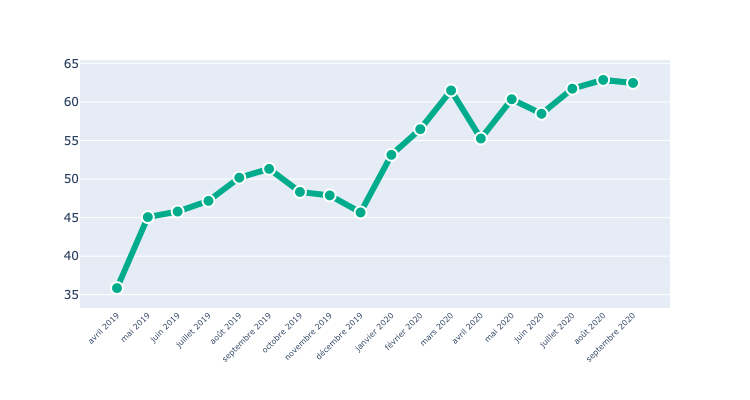 65
60
55
50
45
40
35
avril 2019
mai 2019
juin 2019
juillet 2019
août 2019
septembre 2019
octobre 2019
novembre 2019
décembre 2019
janvier 2020
février 2020
mars 2020
avril 2020
mai 2020
juin 2020
juillet 2020
août 2020
septembre 2020